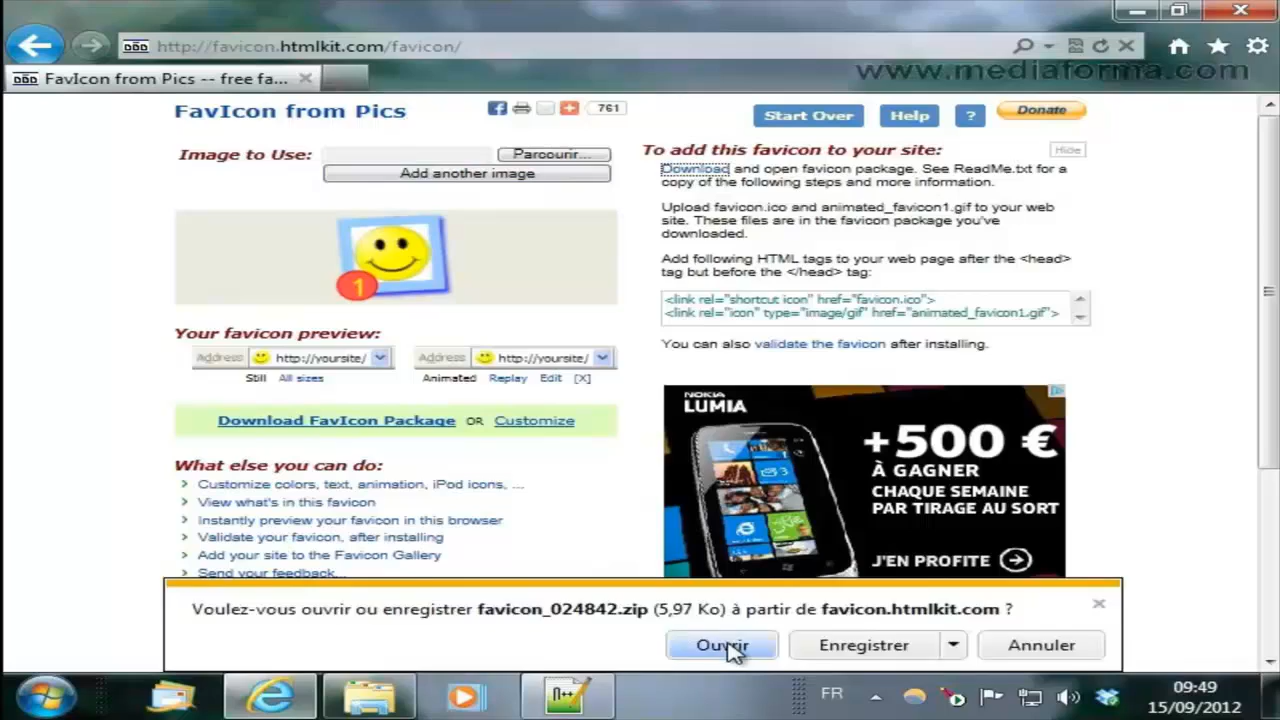 http://favicon.htmlkit.com/favicon/
FavIcon from Pics -- free fa...
www.mediaforma.com
FavIcon from Pics
761
Start Over
Help
?
Donate
Image to Use:
Parcourir...
Add another image
To add this favicon to your site:
Hide
Download and open favicon package. See ReadMe.txt for a
copy of the following steps and more information.
Upload favicon.ico and animated_favicon1.gif to your web
site. These files are in the favicon package you've
downloaded.
Add following HTML tags to your web page after the <head>
tag but before the </head> tag:
<link rel="shortcut icon" href="favicon.ico">
<link rel="icon" type="image/gif" href="animated_favicon1.gif">
You can also validate the favicon after installing.
1
Your favicon preview:
Address http://yoursite/
Address http://yoursite/
Still All sizes
Animated Replay Edit [X]
Download FavIcon Package OR Customize
What else you can do:
Customize colors, text, animation, iPod icons, ...
View what's in this favicon
Instantly preview your favicon in this browser
Validate your favicon, after installing
Add your site to the Favicon Gallery
Send your feedback...
NOKIA
LUMIA
+500 €
À GAGNER
CHAQUE SEMAINE
PAR TIRAGE AU SORT
J'EN PROFITE
Voulez-vous ouvrir ou enregistrer favicon_024842.zip (5,97 Ko) à partir de favicon.htmlkit.com ?
Ouvrir
Enregistrer
Annuler
FR
09:49
15/09/2012